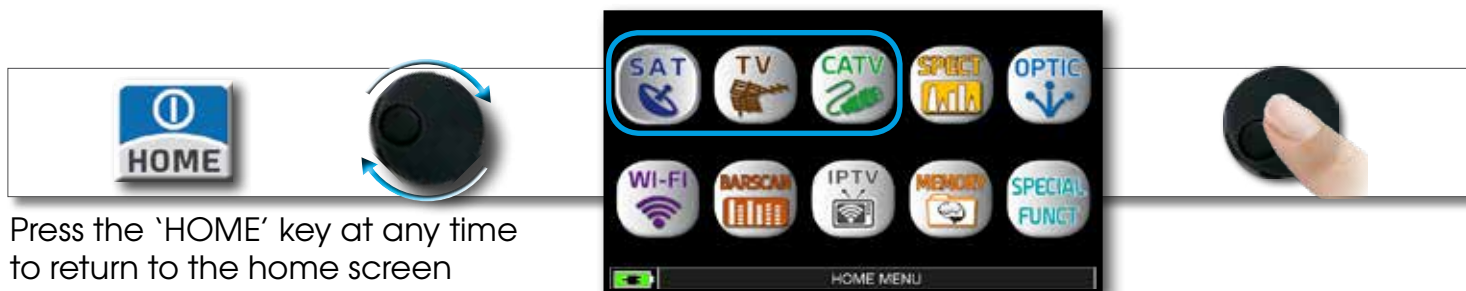 HOME
SAT TV CATV SPECT OPTIC
WI-FI BARSCAN IPTV MEMORY SPECIAL FUNCT
HOME MENU
Press the ‘HOME’ key at any time
to return to the home screen